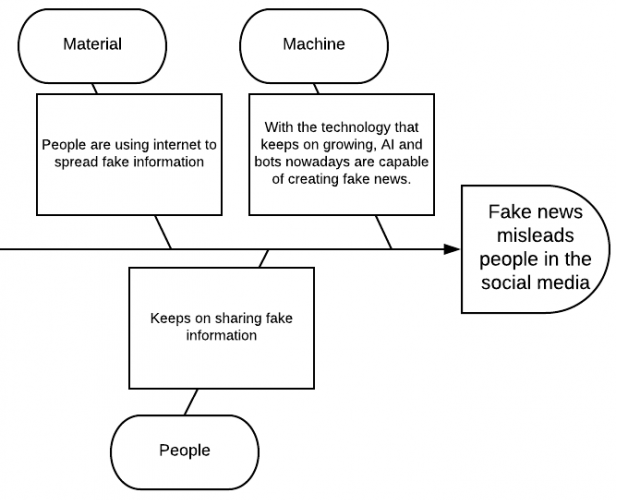 Material
Machine
People are using internet to
spread fake information
With the technology that
keeps on growing, AI and
bots nowadays are capable
of creating fake news.
Fake news
misleads
people in the
social media
Keeps on sharing fake
information
People